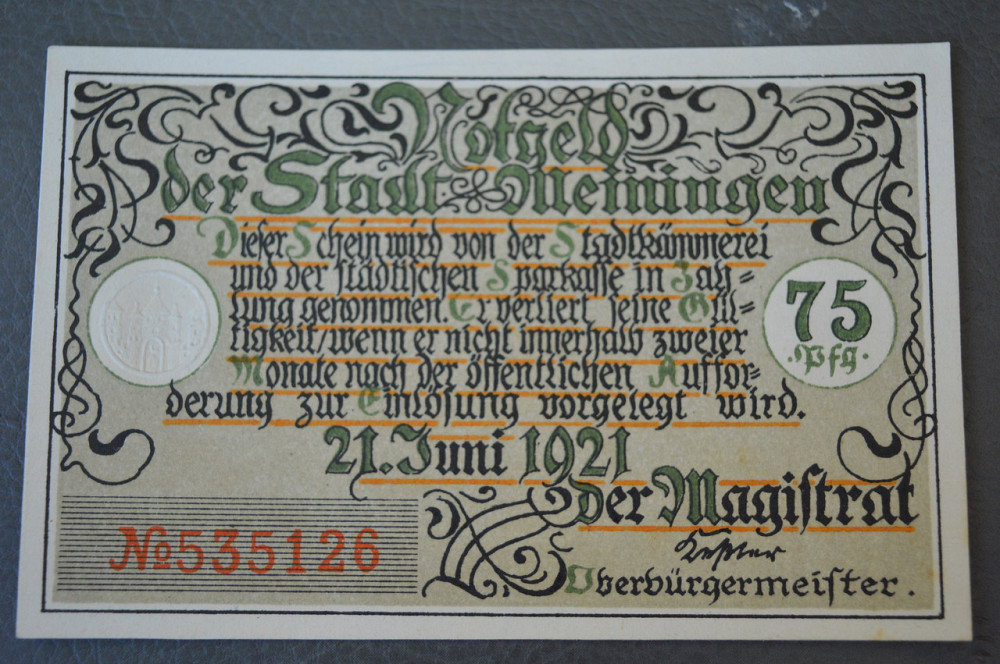 Notgeld
der Stadt Meiningen
Dieser Schein wird von der Stadtkämmerei
und der städtischen Sparkasse in Zah=
lung genommen. Er verliert seine Gül=
tigkeit, wenn er nicht innerhalb zweier
Monate nach der öffentlichen Auffor=
derung zur Einlösung vorgelegt wird.
75
Pfg.
21. Juni 1921
der Magistrat
Oberbürgermeister.
№535126